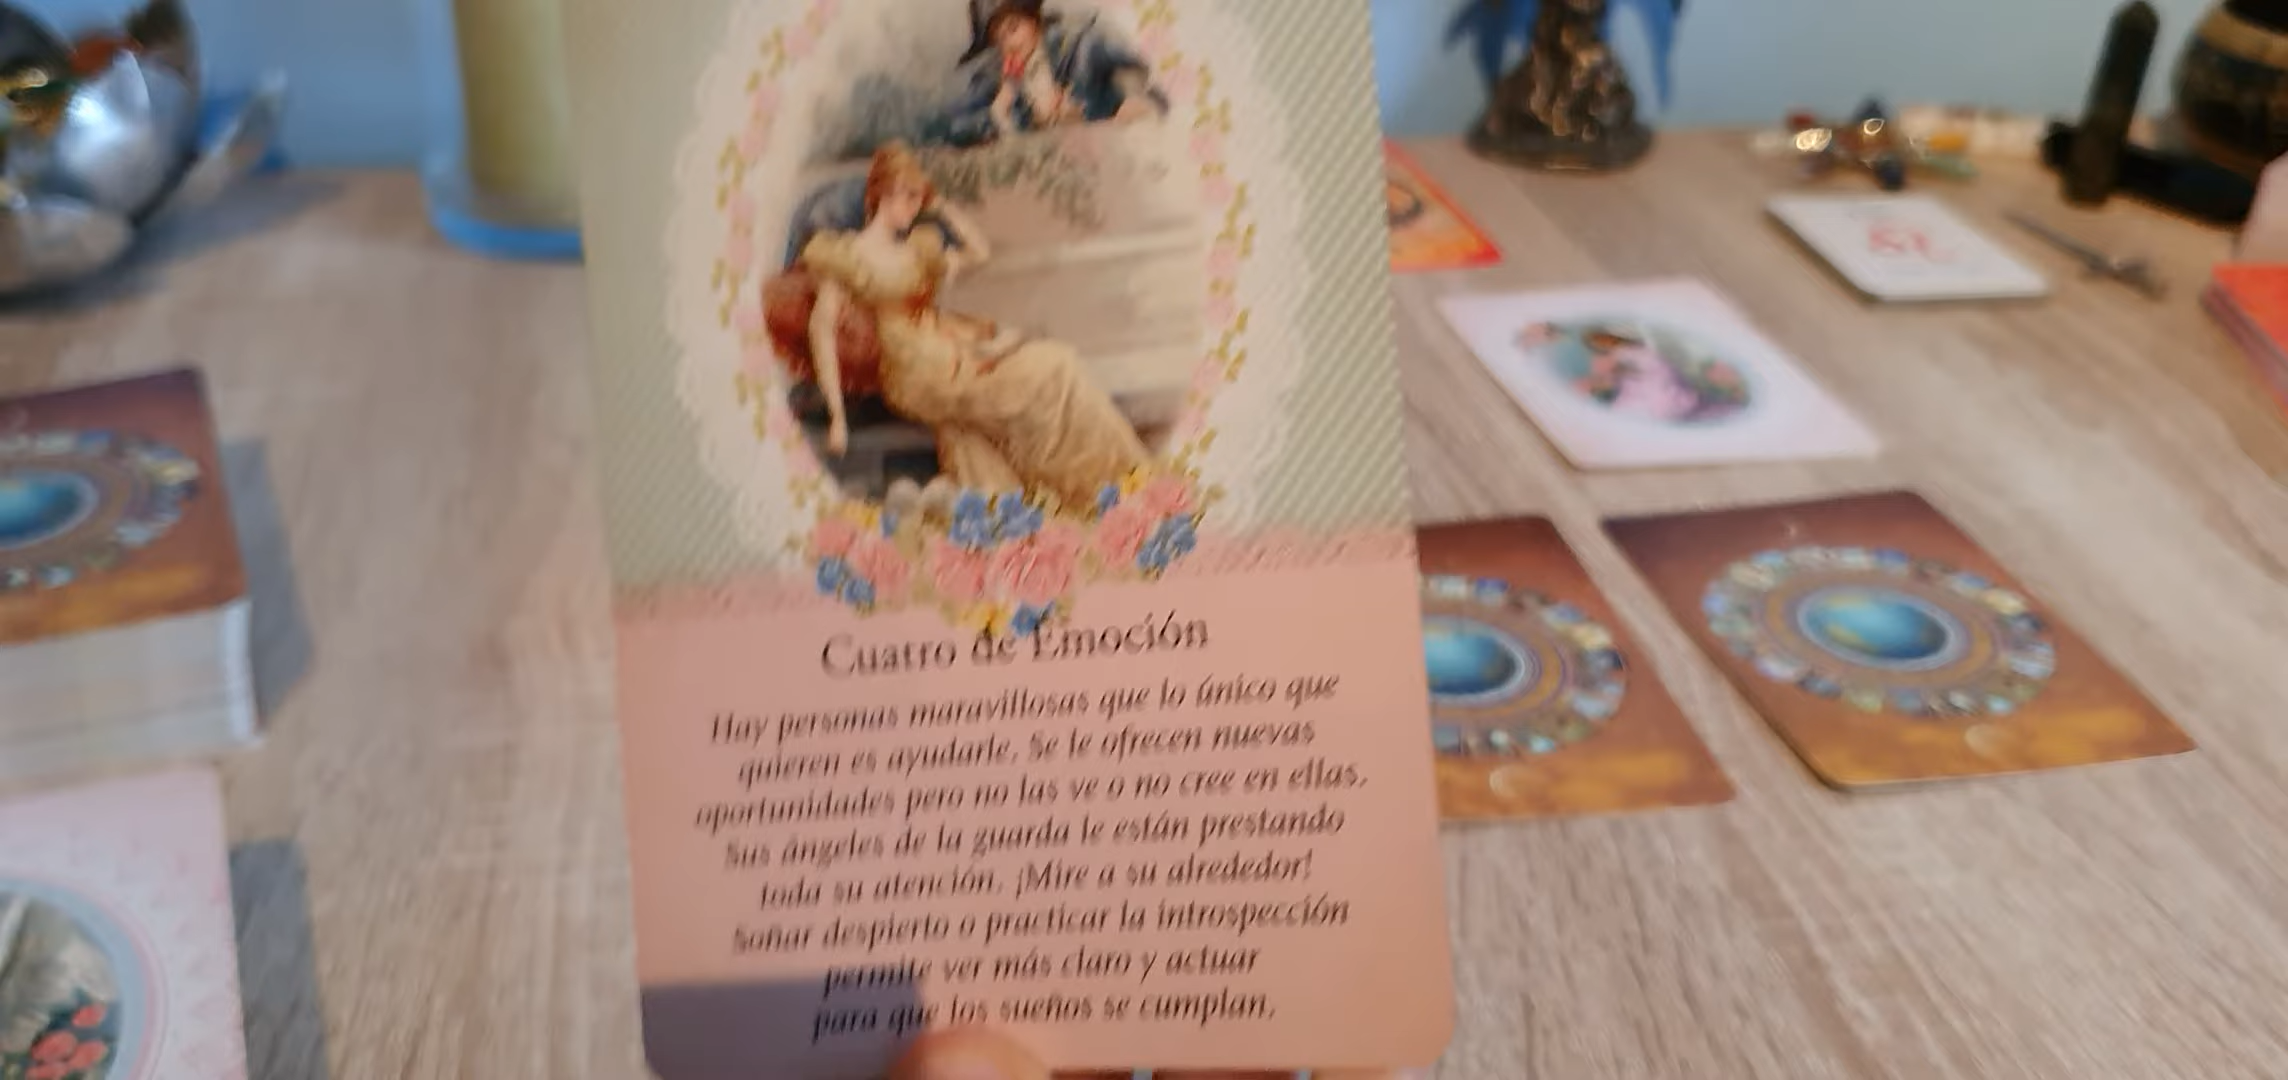 Cuatro de Emoción
Hay personas maravillosas que lo único que
quieren es ayudarle. Se le ofrecen nuevas
oportunidades pero no las ve o no cree en ellas.
Sus ángeles de la guarda le están prestando
toda su atención. ¡Mire a su alrededor!
Soñar despierto o practicar la introspección
permite ver más claro y actuar
para que los sueños se cumplan.